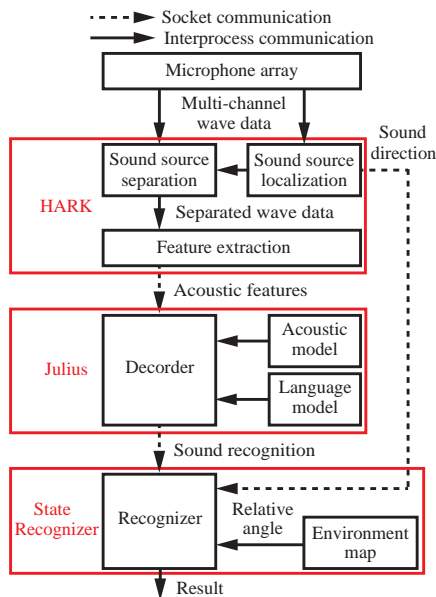 Socket communication
Interprocess communication
Microphone array
Multi-channel
wave data
Sound
direction
Sound source
separation
Sound source
localization
HARK
Separated wave data
Feature extraction
Acoustic features
Acoustic
model
Julius
Decorder
Language
model
Sound recognition
State
Recognizer
Recognizer
Relative
angle
Environment
map
Result